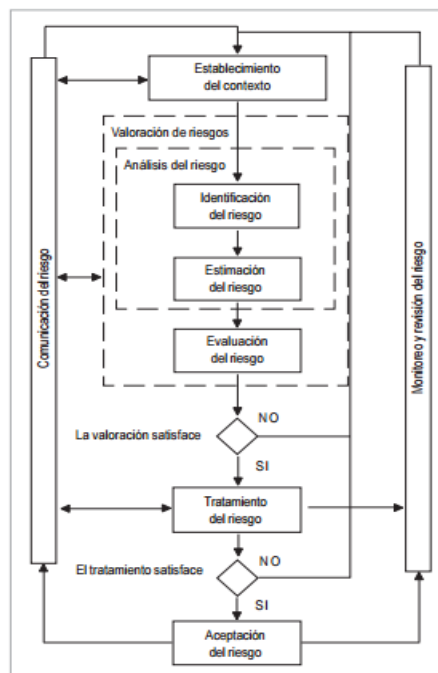 Establecimiento
del contexto
Valoración de riesgos
Análisis del riesgo
Identificación
del riesgo
Estimación
del riesgo
Evaluación
del riesgo
NO
La valoración satisface
SI
Tratamiento
del riesgo
NO
El tratamiento satisface
SI
Aceptación
del riesgo
Comunicación del riesgo
Monitoreo y revisión del riesgo